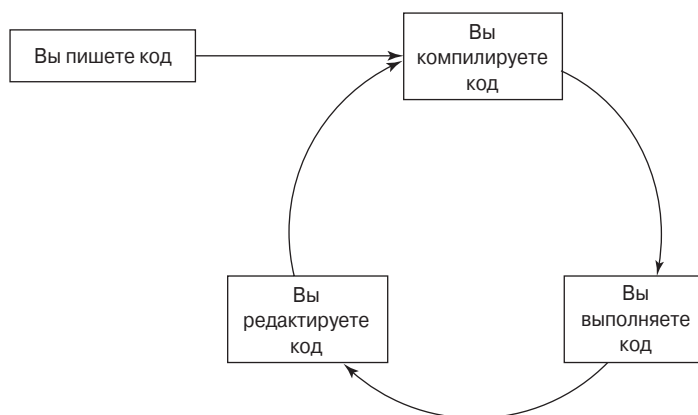 Вы пишете код
Вы
компилируете
код
Вы
редактируете
код
Вы
выполняете
код